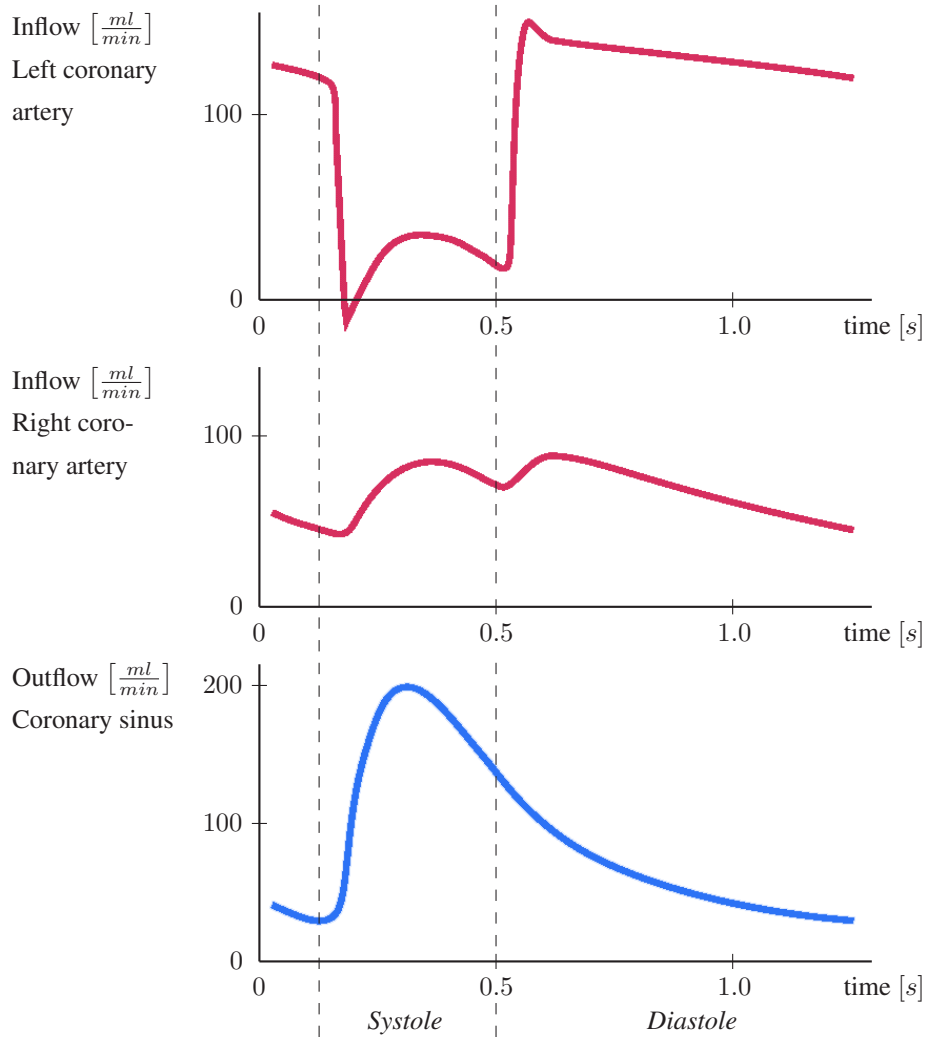 Inflow [ml/min]
Left coronary
artery
100
0
0 0.5 1.0 time [s]
Inflow [ml/min]
Right coro-
nary artery
100
0
0 0.5 1.0 time [s]
Outflow [ml/min]
Coronary sinus
200
100
0
0 0.5 1.0 time [s]
Systole Diastole